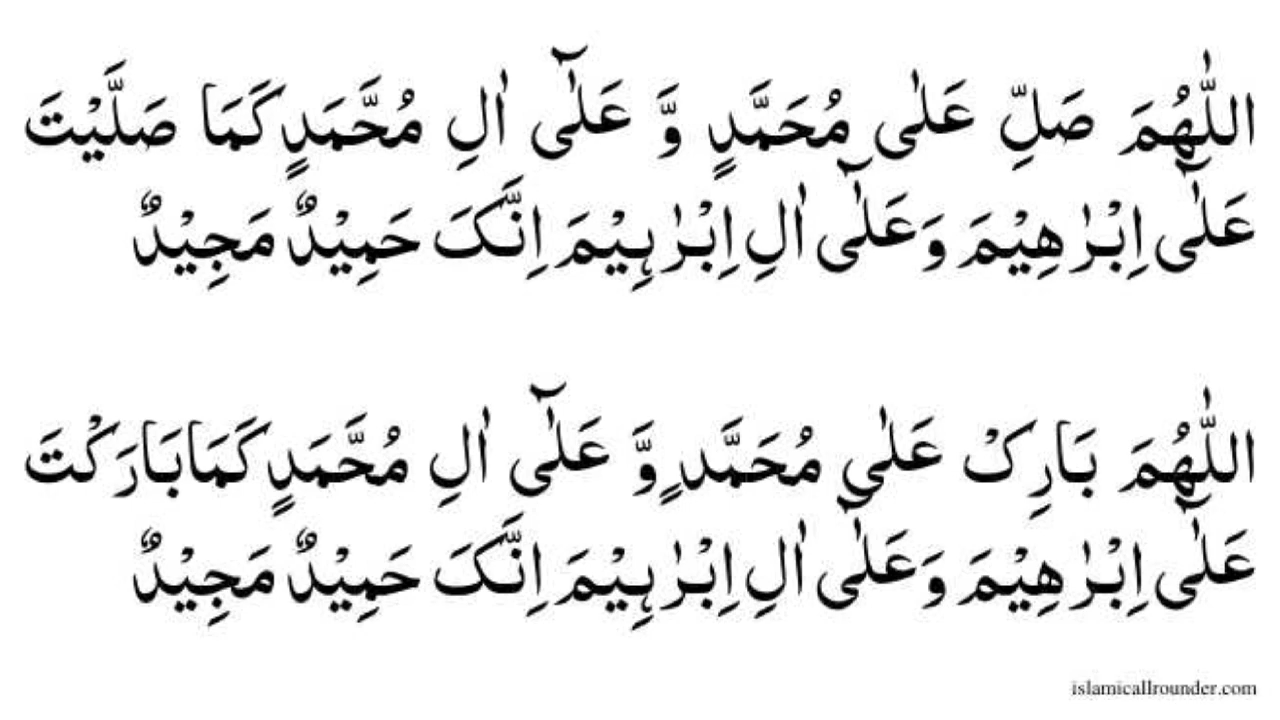 اللّٰهُمَ صَلِّ عَلٰى مُحَمَّدٍ وَّ عَلٰٓى اٰلِ مُحَّمَدٍ كَمَا صَلَّيْتَ
عَلٰٓى اِبْرٰ هِيْمَ وَعَلٰٓى اٰلِ اِبْرٰ ہِيْمَ اِنَّکَ حَمِيْدٌ مَجِيْدٌ
اللّٰهُمَ بَارِکْ عَلٰى مُحَمَّدٍ وَّ عَلٰٓى اٰلِ مُحَّمَدٍ كَمَا بَارَكْتَ
عَلٰٓى اِبْرٰ هِيْمَ وَعَلٰٓى اٰلِ اِبْرٰ ہِيْمَ اِنَّکَ حَمِيْدٌ مَجِيْدٌ
islamicallrounder.com